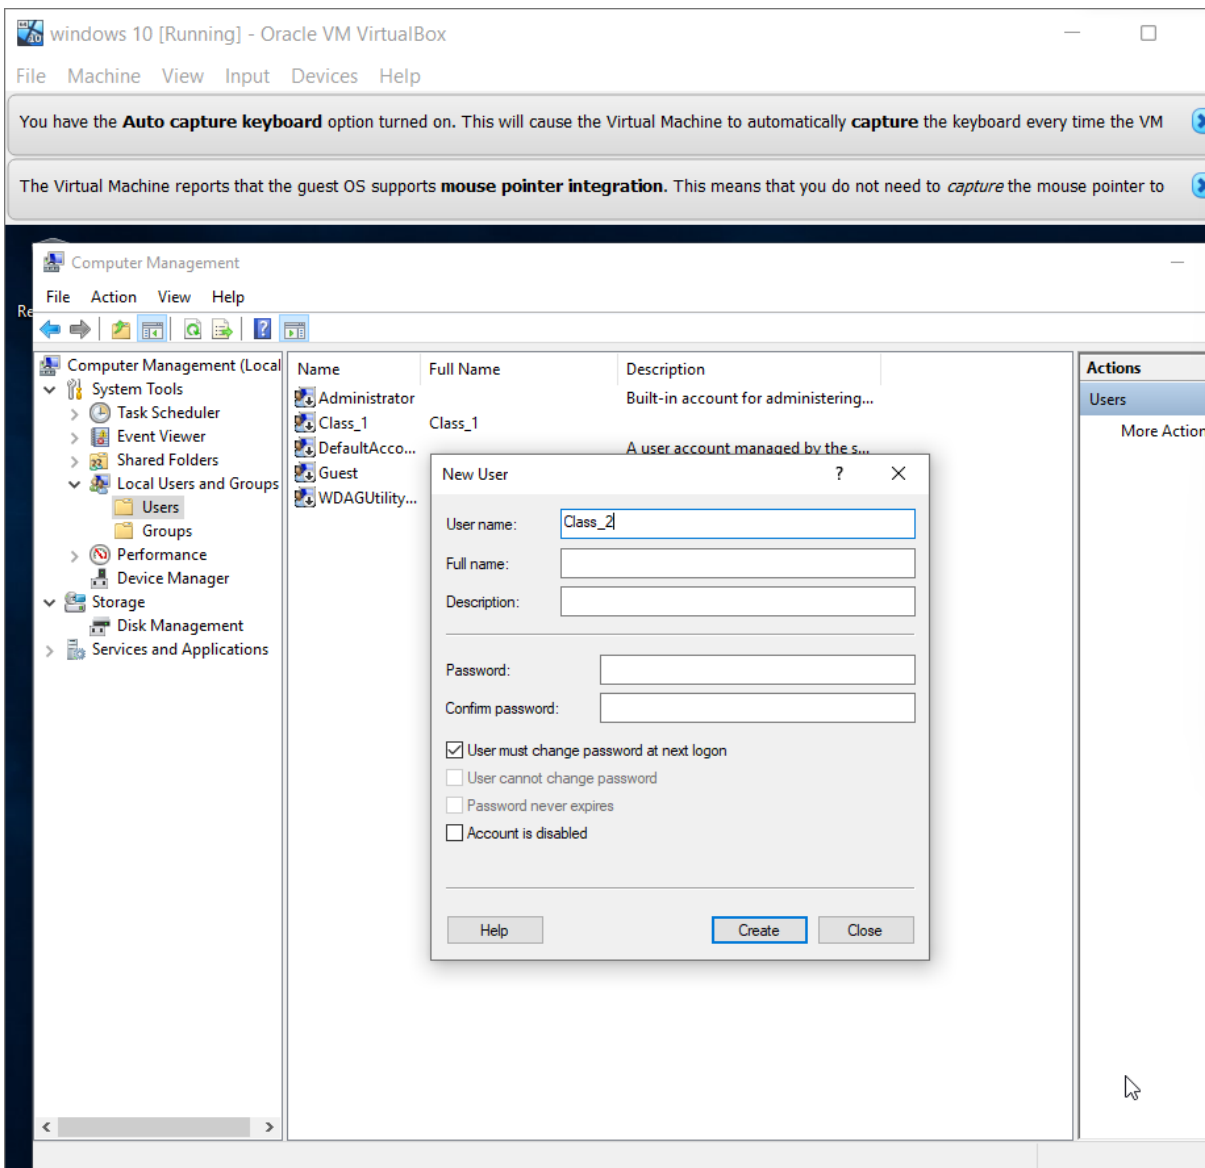 windows 10 [Running] - Oracle VM VirtualBox
File Machine View Input Devices Help
You have the Auto capture keyboard option turned on. This will cause the Virtual Machine to automatically capture the keyboard every time the VM
The Virtual Machine reports that the guest OS supports mouse pointer integration. This means that you do not need to capture the mouse pointer to
Computer Management
File Action View Help
Re
Computer Management (Local
System Tools
Task Scheduler
Event Viewer
Shared Folders
Local Users and Groups
Users
Groups
Performance
Device Manager
Storage
Disk Management
Services and Applications
Name Full Name Description
Administrator Built-in account for administering...
Class_1 Class_1
DefaultAcco... A user account managed by the s...
Guest
WDAGUtility...
Actions
Users
More Action
New User ?
User name: Class_2
Full name:
Description:
Password:
Confirm password:
User must change password at next logon
User cannot change password
Password never expires
Account is disabled
Help Create Close